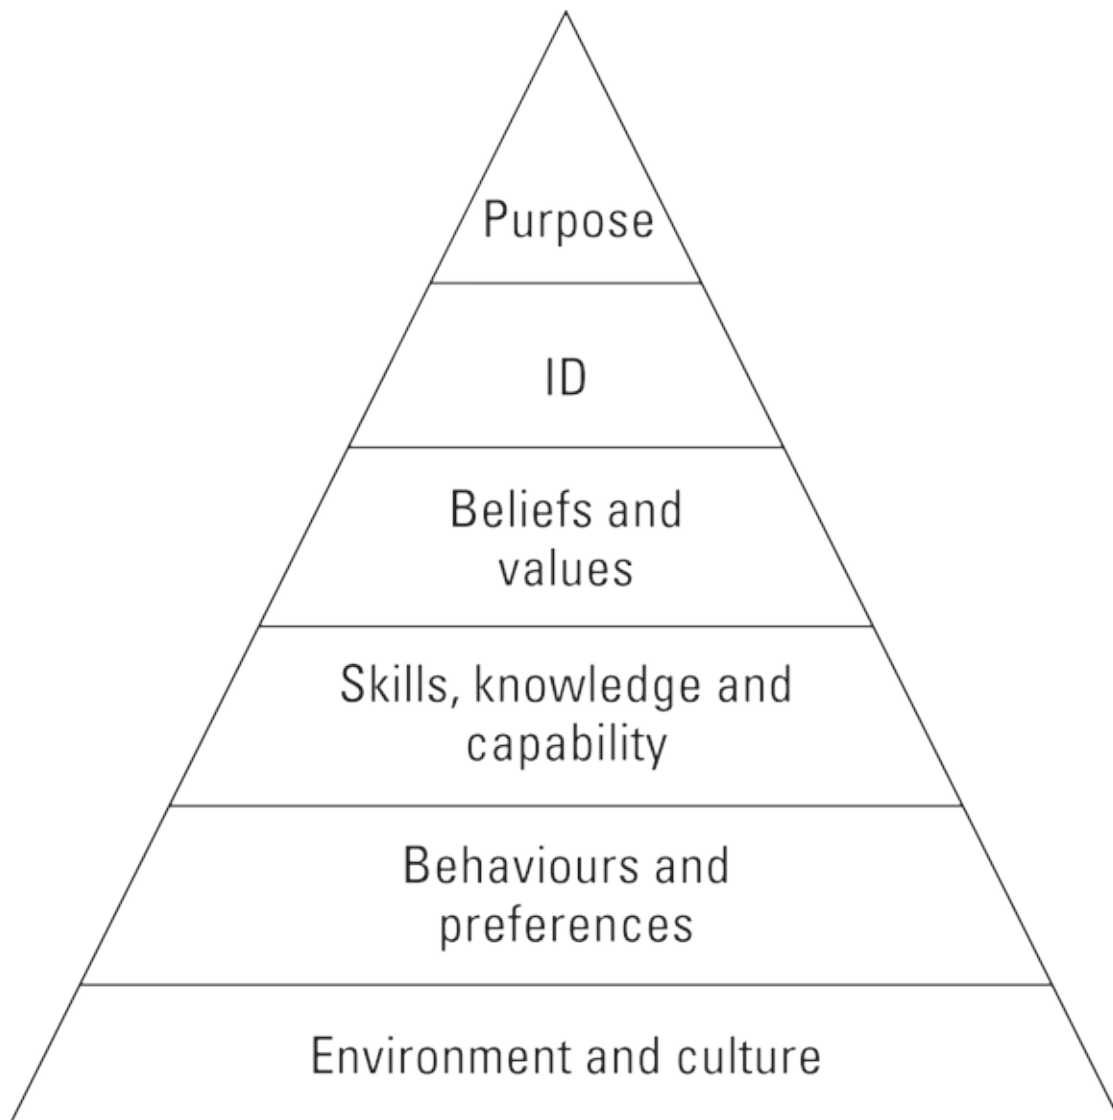 Purpose
ID
Beliefs and
values
Skills, knowledge and
capability
Behaviours and
preferences
Environment and culture